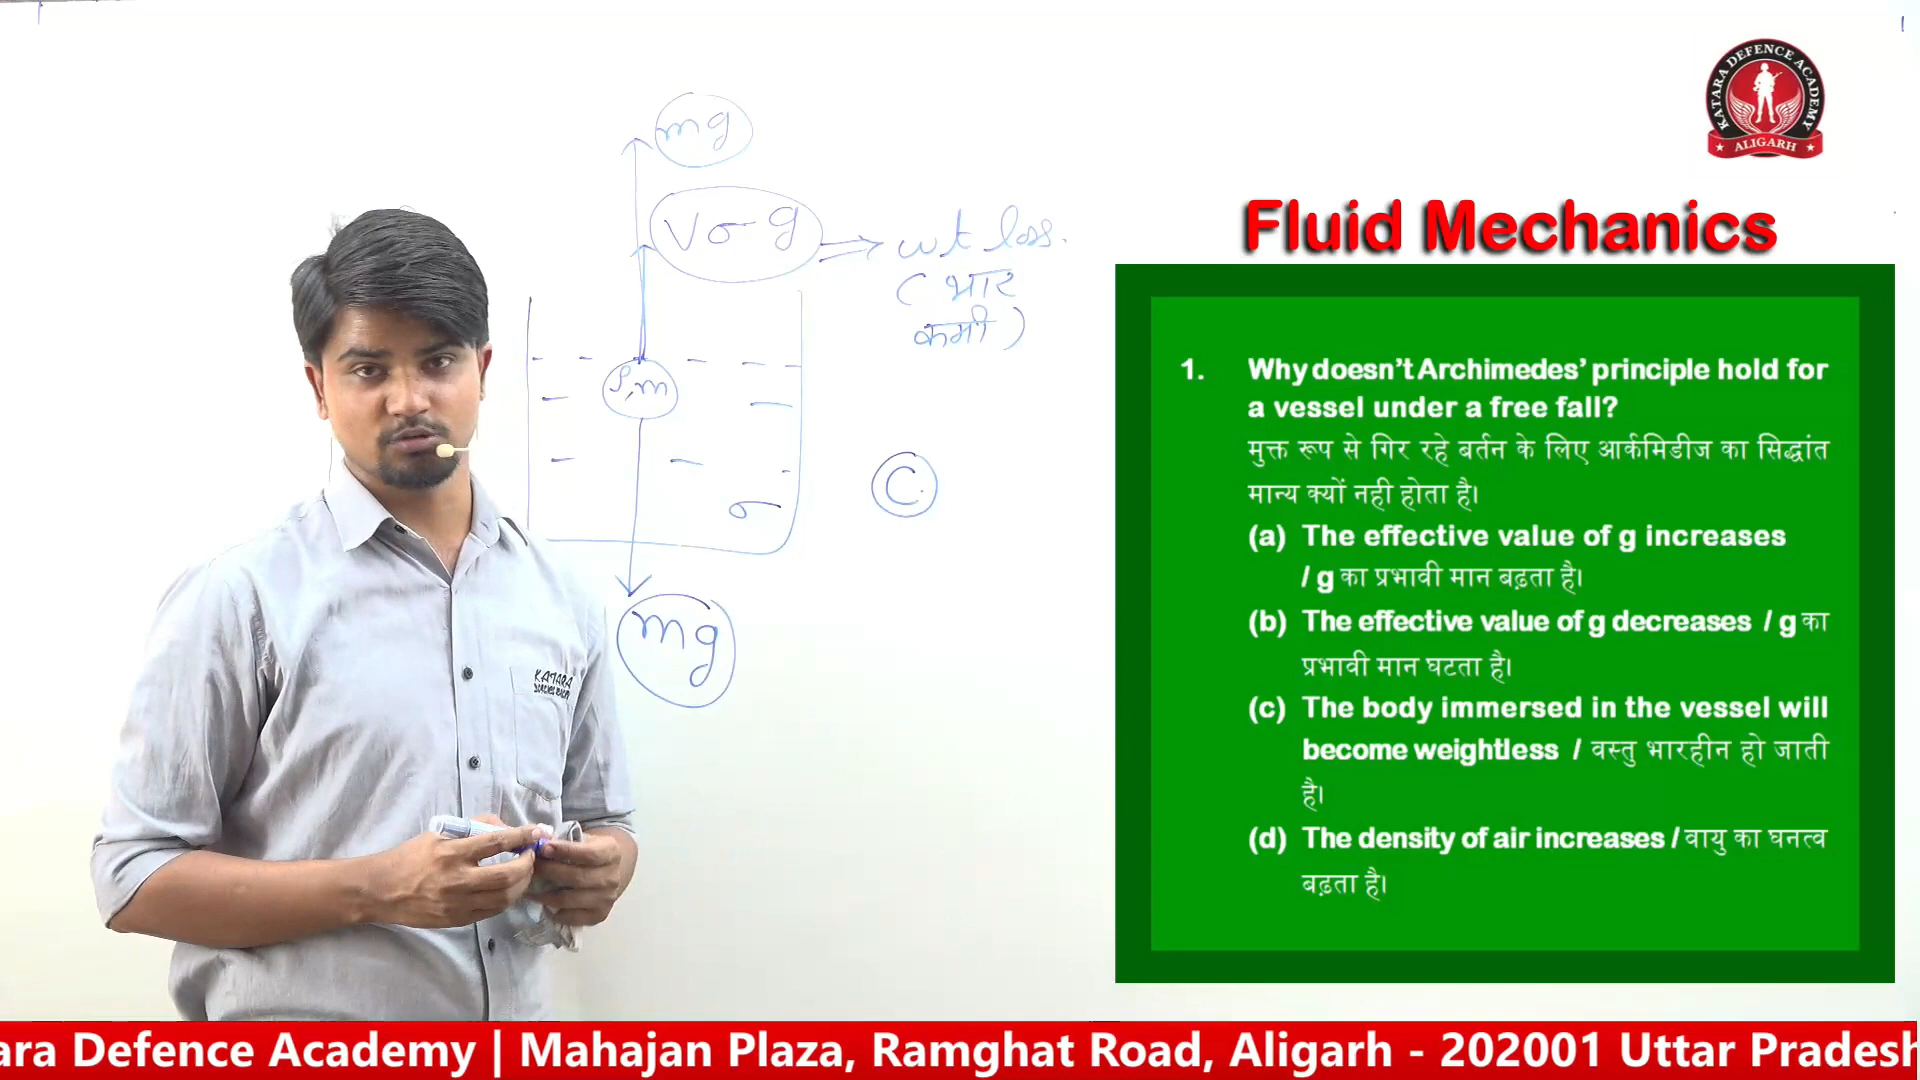 KATARA DEFENCE ACADEMY
ALIGARH
mg
Vσg
⇒ wt loss.
( भार
कमी )
ρ, m
C
σ
mg
KATARA
Fluid Mechanics
1. Why doesn't Archimedes' principle hold for
a vessel under a free fall?
मुक्त रूप से गिर रहे बर्तन के लिए आर्कमिडीज का सिद्धांत
मान्य क्यों नही होता है।
(a) The effective value of g increases
/ g का प्रभावी मान बढ़ता है।
(b) The effective value of g decreases / g का
प्रभावी मान घटता है।
(c) The body immersed in the vessel will
become weightless / वस्तु भारहीन हो जाती
है।
(d) The density of air increases / वायु का घनत्व
बढ़ता है।
ara Defence Academy | Mahajan Plaza, Ramghat Road, Aligarh - 202001 Uttar Pradesh